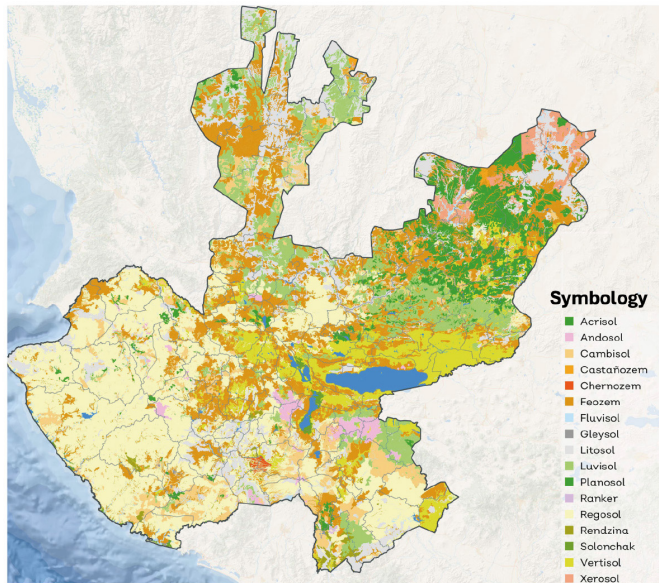 Symbology
Acrisol
Andosol
Cambisol
Castañozem
Chernozem
Feozem
Fluvisol
Gleysol
Litosol
Luvisol
Planosol
Ranker
Regosol
Rendzina
Solonchak
Vertisol
Xerosol